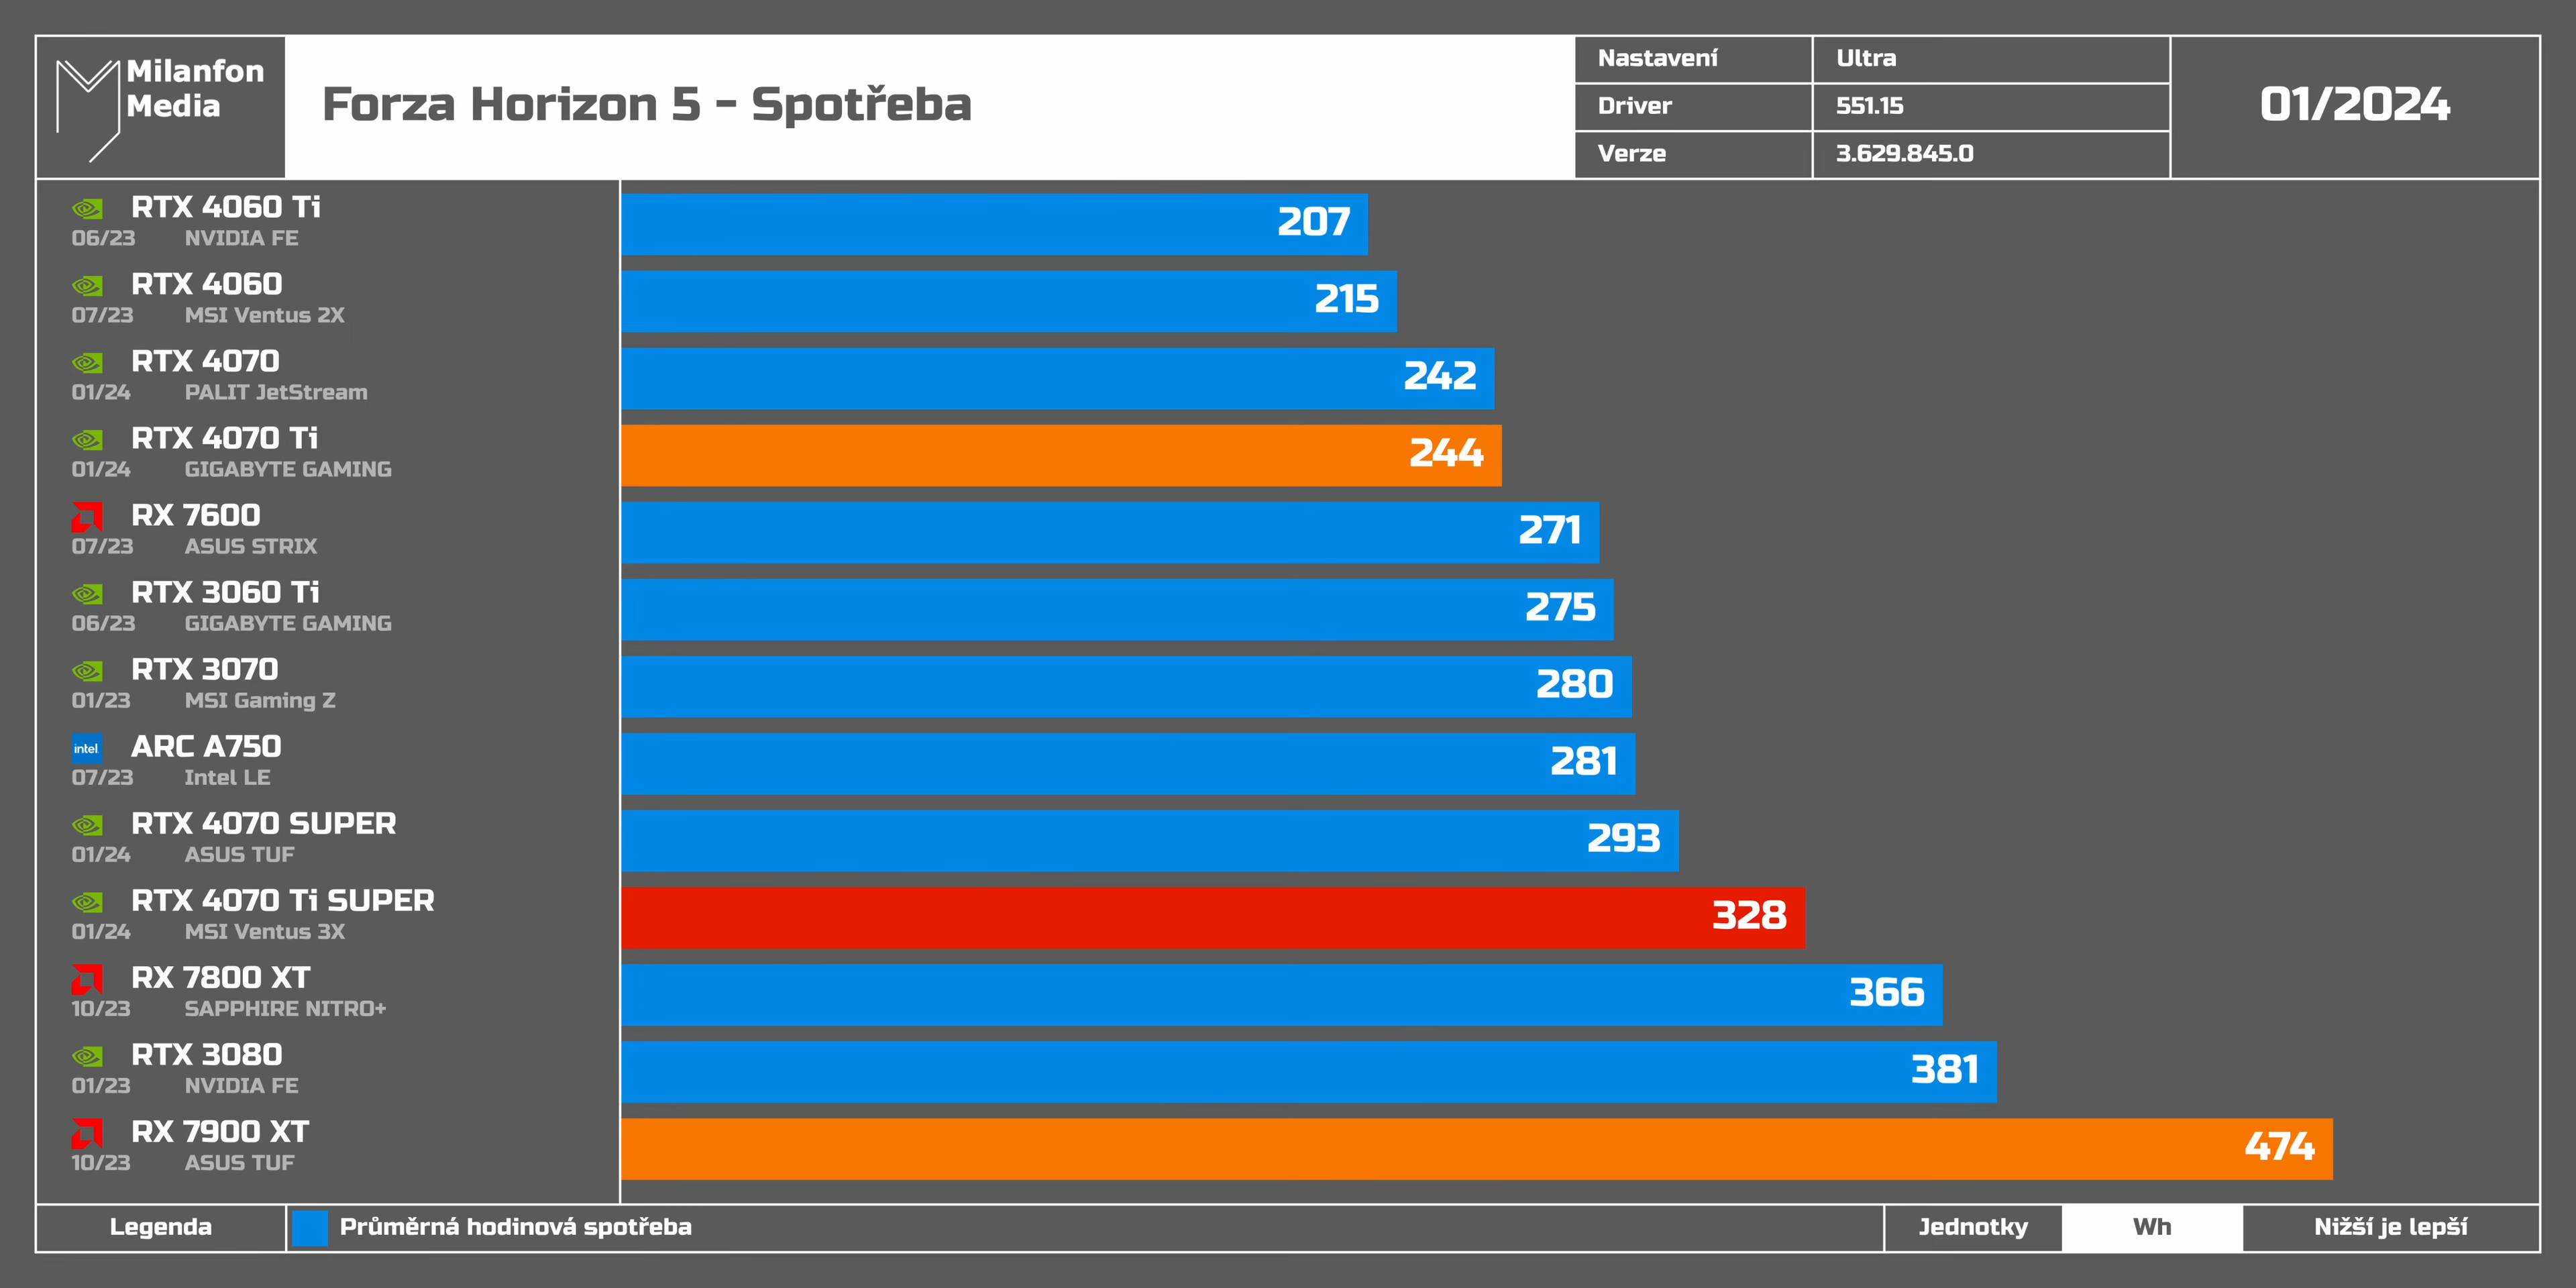 Milanfon
Media
Forza Horizon 5 - Spotřeba
Nastavení Ultra
Driver 551.15
Verze 3.629.845.0
01/2024
RTX 4060 Ti
06/23 NVIDIA FE
207
RTX 4060
07/23 MSI Ventus 2X
215
RTX 4070
01/24 PALIT JetStream
242
RTX 4070 Ti
01/24 GIGABYTE GAMING
244
RX 7600
07/23 ASUS STRIX
271
RTX 3060 Ti
06/23 GIGABYTE GAMING
275
RTX 3070
01/23 MSI Gaming Z
280
intel ARC A750
07/23 Intel LE
281
RTX 4070 SUPER
01/24 ASUS TUF
293
RTX 4070 Ti SUPER
01/24 MSI Ventus 3X
328
RX 7800 XT
10/23 SAPPHIRE NITRO+
366
RTX 3080
01/23 NVIDIA FE
381
RX 7900 XT
10/23 ASUS TUF
474
Legenda Průměrná hodinová spotřeba Jednotky Wh Nižší je lepší